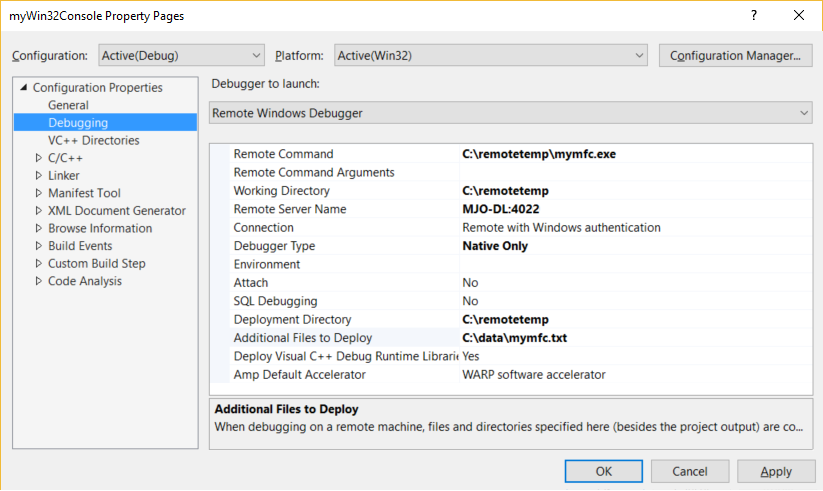 myWin32Console Property Pages ?
Configuration: Active(Debug) Platform: Active(Win32) Configuration Manager...
Configuration Properties
General
Debugging
VC++ Directories
C/C++
Linker
Manifest Tool
XML Document Generator
Browse Information
Build Events
Custom Build Step
Code Analysis
Debugger to launch:
Remote Windows Debugger
Remote Command C:\remotetemp\mymfc.exe
Remote Command Arguments
Working Directory C:\remotetemp
Remote Server Name MJO-DL:4022
Connection Remote with Windows authentication
Debugger Type Native Only
Environment
Attach No
SQL Debugging No
Deployment Directory C:\remotetemp
Additional Files to Deploy C:\data\mymfc.txt
Deploy Visual C++ Debug Runtime Librarie Yes
Amp Default Accelerator WARP software accelerator
Additional Files to Deploy
When debugging on a remote machine, files and directories specified here (besides the project output) are co...
OK Cancel Apply